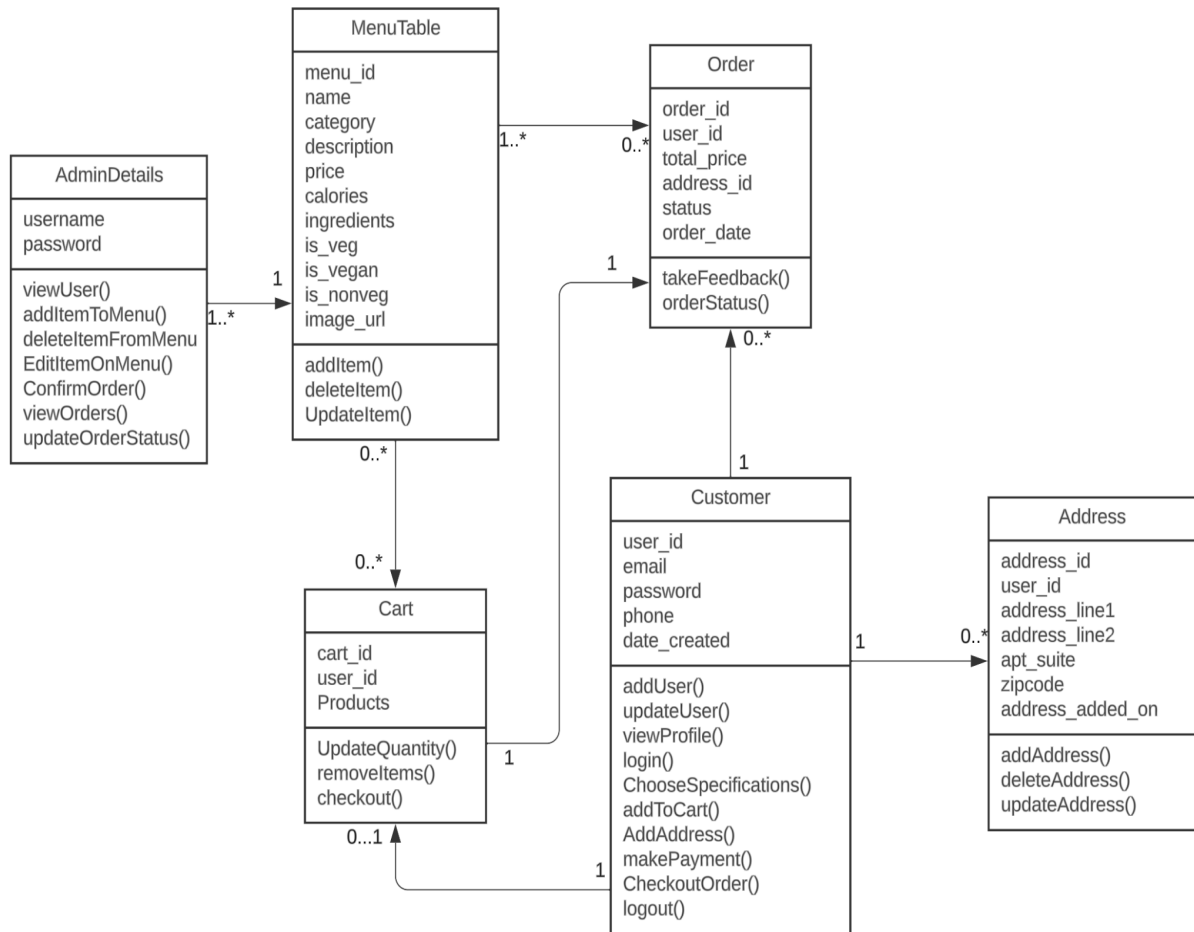 MenuTable
menu_id
name
category
description
price
calories
ingredients
is_veg
is_vegan
is_nonveg
image_url
addItem()
deleteItem()
UpdateItem()
1..*
0..*
0..*
0..*
Order
order_id
user_id
total_price
address_id
status
order_date
takeFeedback()
orderStatus()
1
0..*
AdminDetails
username
password
viewUser()
addItemToMenu()
deleteItemFromMenu
EditItemOnMenu()
ConfirmOrder()
viewOrders()
updateOrderStatus()
1
1..*
Cart
cart_id
user_id
Products
UpdateQuantity()
removeItems()
checkout()
1
0...1
1
Customer
user_id
email
password
phone
date_created
addUser()
updateUser()
viewProfile()
login()
ChooseSpecifications()
addToCart()
AddAddress()
makePayment()
CheckoutOrder()
logout()
1
1
0..*
Address
address_id
user_id
address_line1
address_line2
apt_suite
zipcode
address_added_on
addAddress()
deleteAddress()
updateAddress()